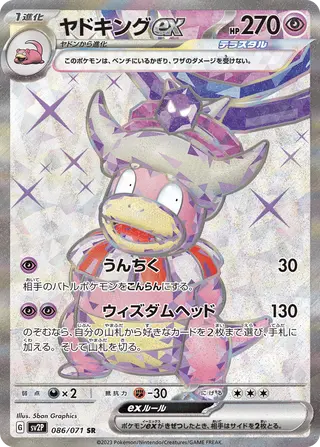 1進化 ヤドキングex HP270
ヤドンから進化 テラスタル
このポケモンは、ベンチにいるかぎり、ワザのダメージを受けない。
うんちく 30
相手のバトルポケモンをこんらんにする。
ウィズダムヘッド 130
のぞむなら、自分の山札から好きなカードを2枚まで選び、手札に
加える。そして山札を切る。
弱点 ×2 抵抗力 -30 にげる
exルール
ポケモンexがきぜつしたとき、相手はサイドを2枚とる。
Illus. 5ban Graphics
G SV2P 086/071 SR
©2023 Pokémon/Nintendo/Creatures/GAME FREAK.